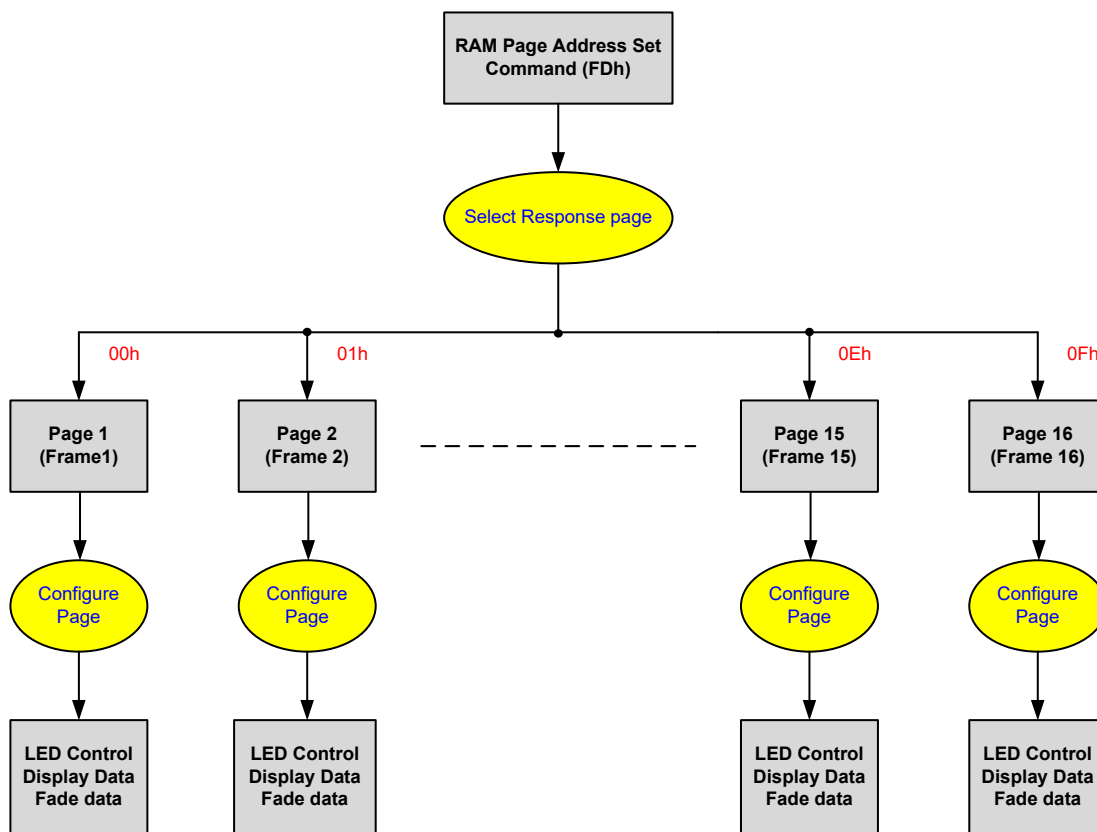 RAM Page Address Set
Command (FDh)
Select Response page
00h
01h
0Eh
0Fh
Page 1
(Frame1)
Page 2
(Frame 2)
Page 15
(Frame 15)
Page 16
(Frame 16)
Configure
Page
Configure
Page
Configure
Page
Configure
Page
LED Control
Display Data
Fade data
LED Control
Display Data
Fade data
LED Control
Display Data
Fade data
LED Control
Display Data
Fade data